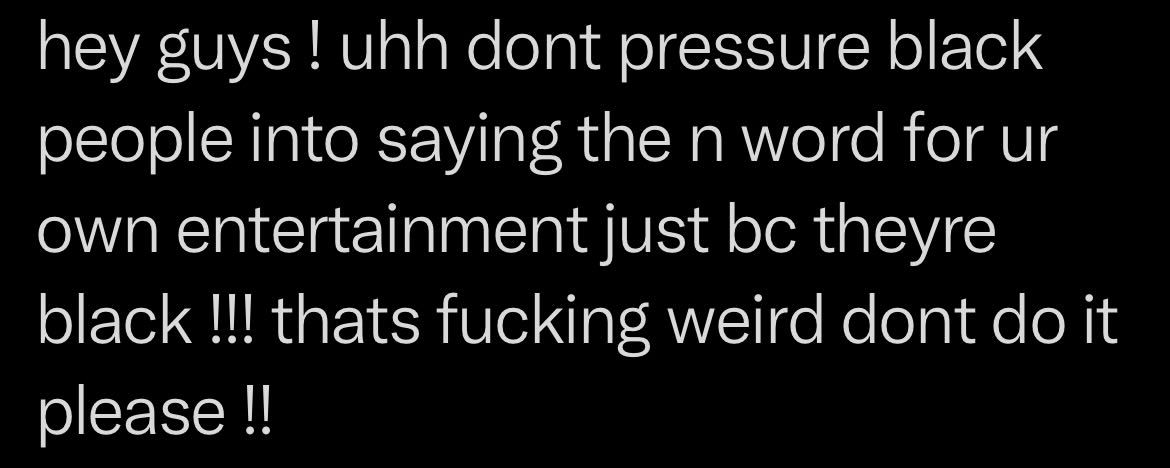 hey guys ! uhh dont pressure black
people into saying the n word for ur
own entertainment just bc theyre
black !!! thats fucking weird dont do it
please !!